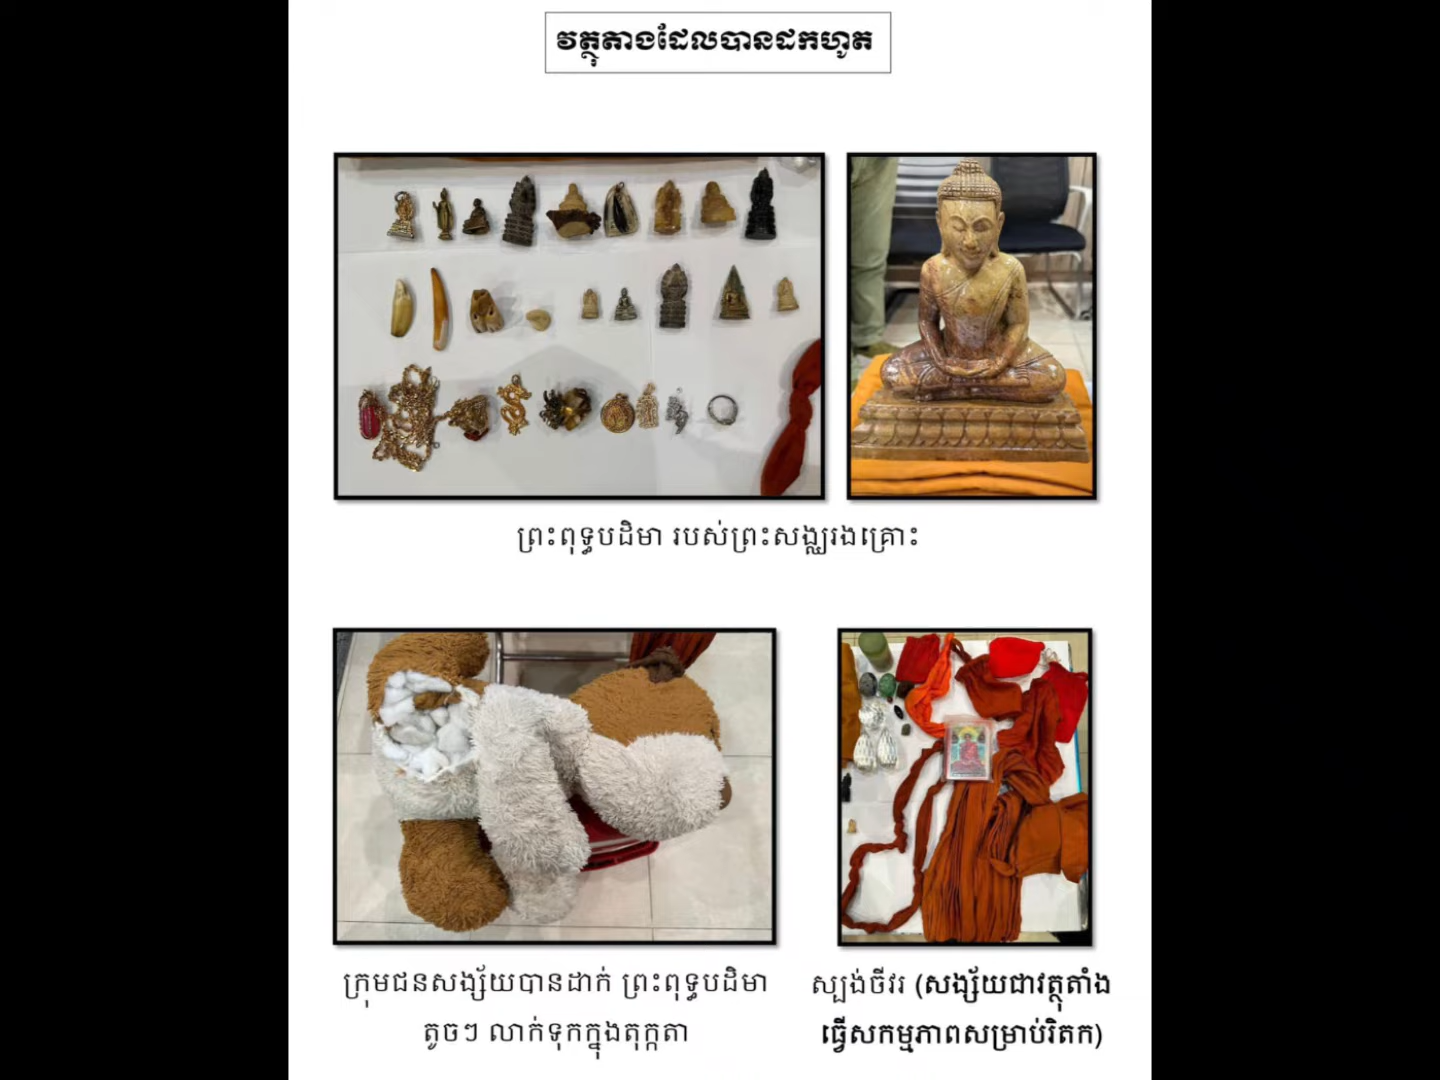 វត្ថុតាងដែលបានដកហូត
ព្រះពុទ្ធបដិមា របស់ព្រះសង្ឃរងគ្រោះ
ក្រុមជនសង្ស័យបានដាក់ ព្រះពុទ្ធបដិមា
តូចៗ លាក់ទុកក្នុងតុក្កតា
ស្បង់ចីវរ (សង្ស័យជាវត្ថុតាំង
ធ្វើសកម្មភាពសម្រាប់រិតក)